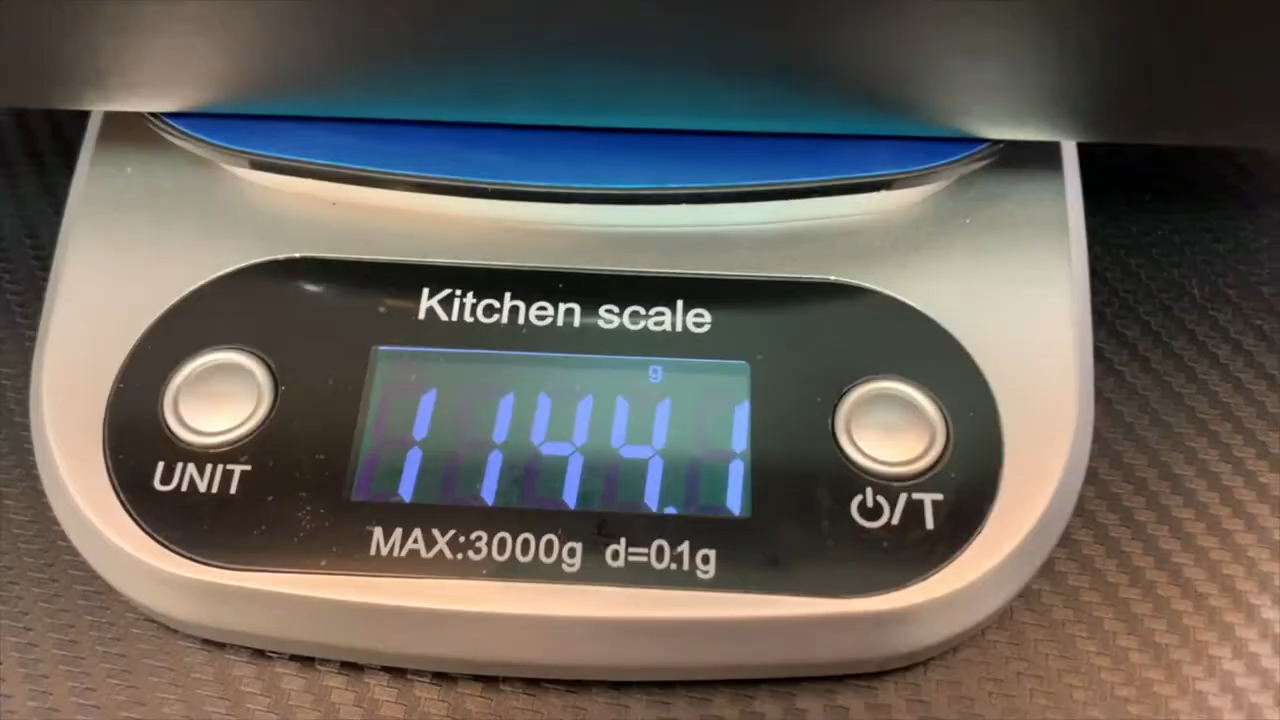 Kitchen scale
g
1144.1
UNIT
⏻/T
MAX:3000g d=0.1g